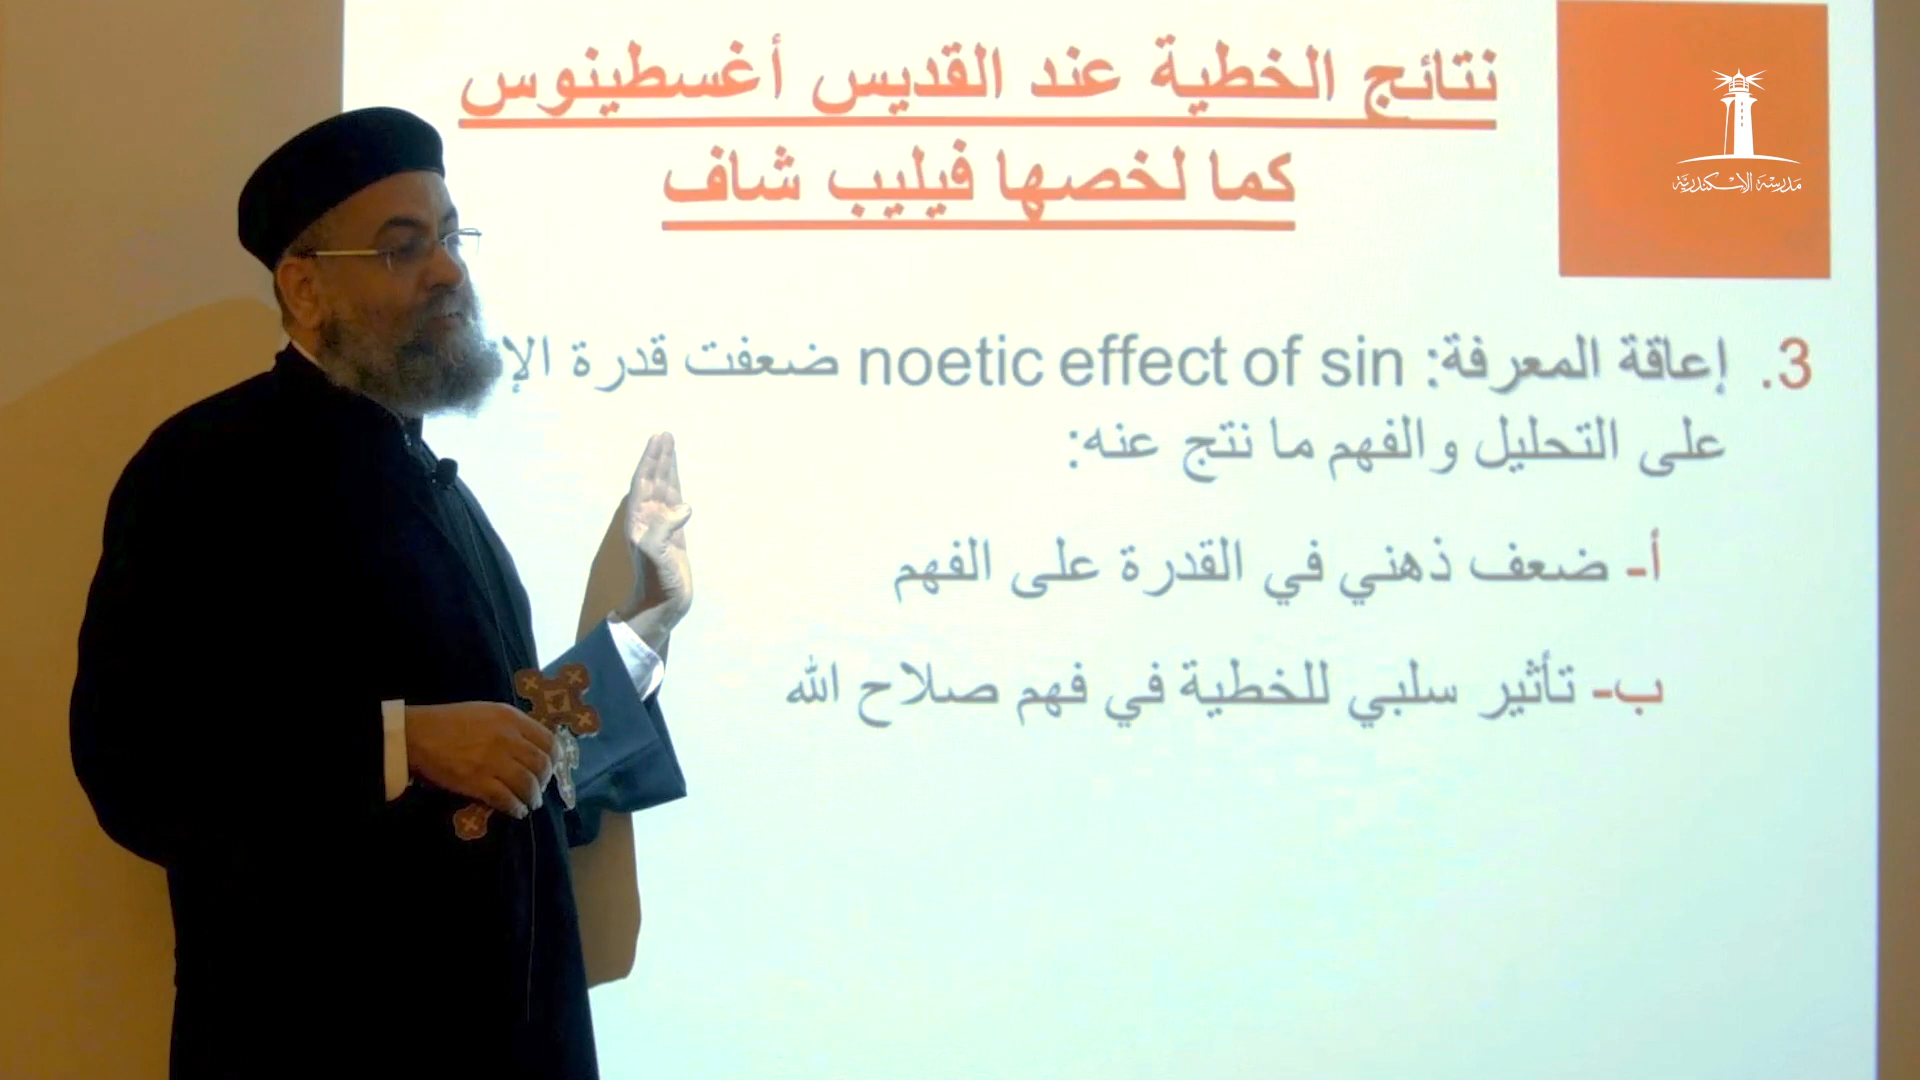 نتائج الخطية عند القديس أغسطينوس
كما لخصها فيليب شاف
مدرسة الإسكندرية
3. إعاقة المعرفة: noetic effect of sin ضعفت قدرة
على التحليل والفهم ما نتج عنه:
أ- ضعف ذهني في القدرة على الفهم
ب- تأثير سلبي للخطية في فهم صلاح الله